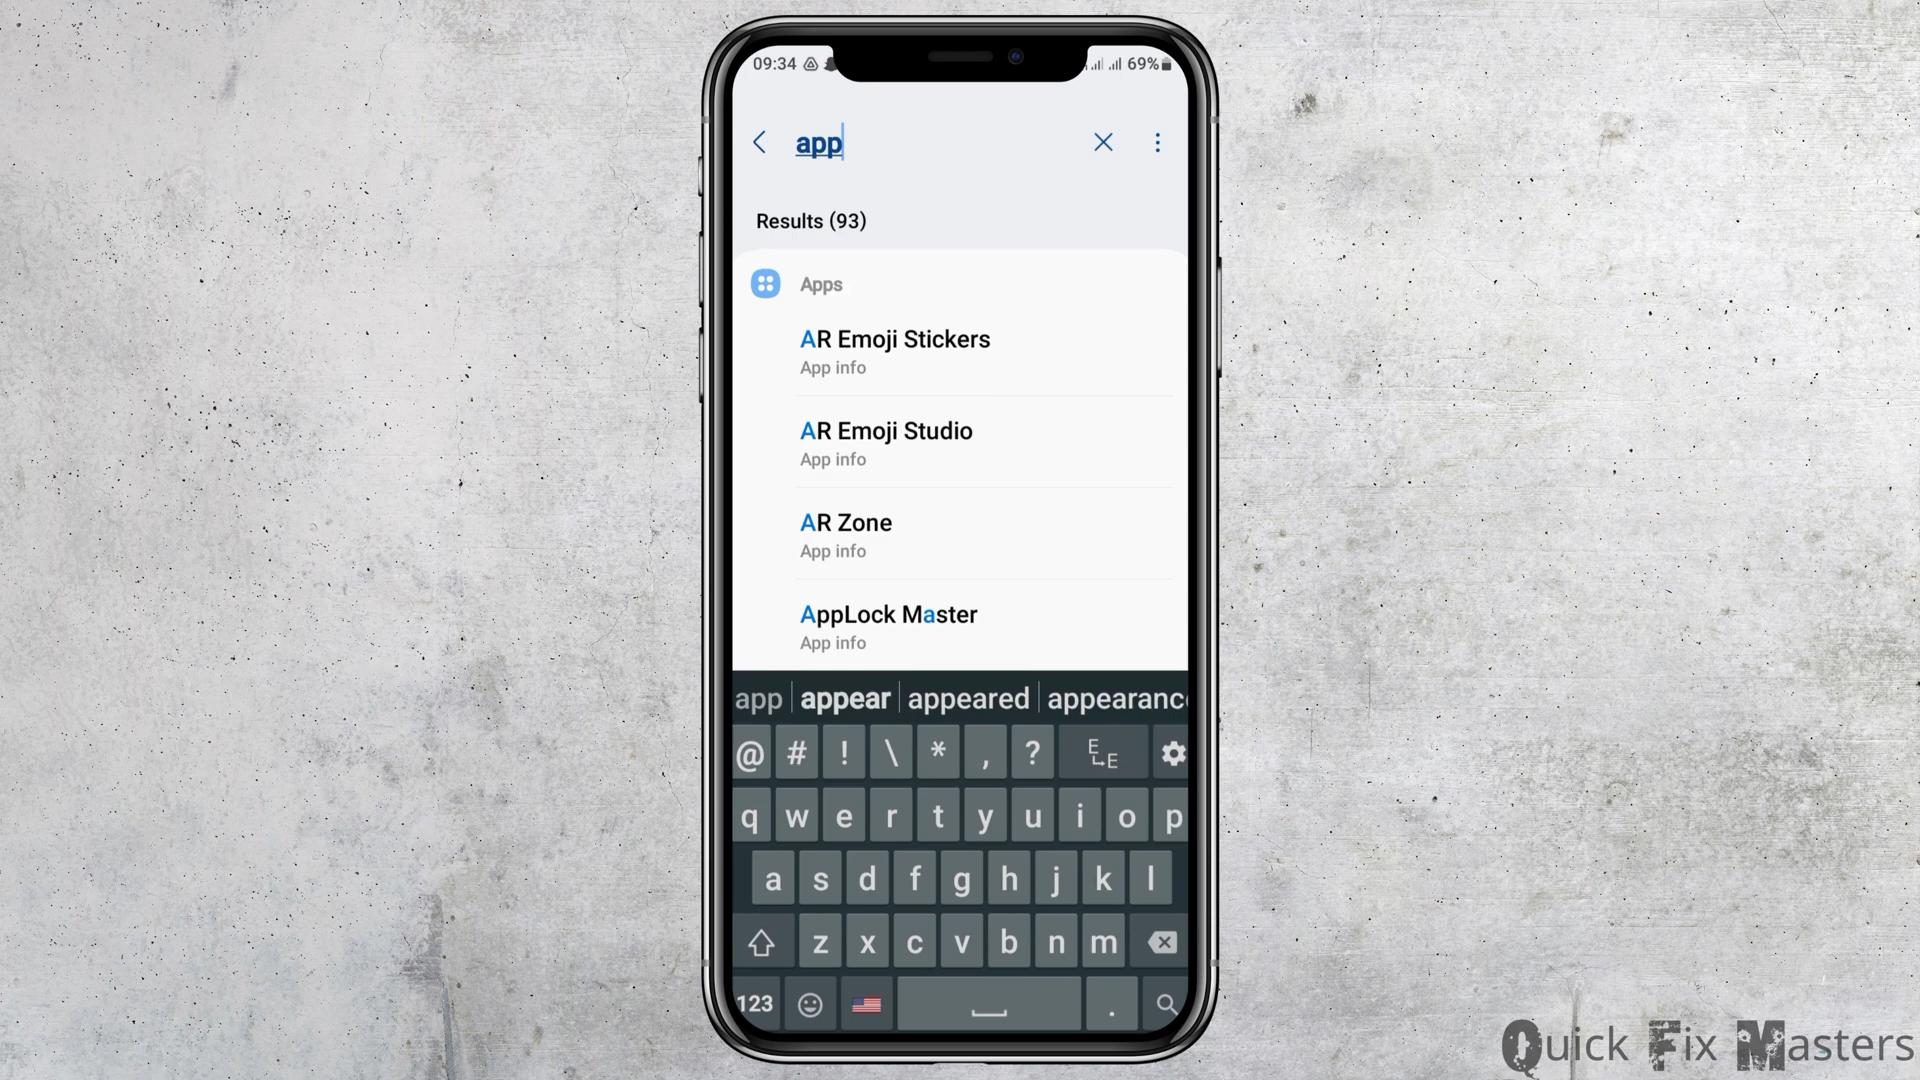 09:34 69%
app
Results (93)
Apps
AR Emoji Stickers
App info
AR Emoji Studio
App info
AR Zone
App info
AppLock Master
App info
app appear appeared appearanc
@ # ! \ * , ? E E
q w e r t y u i o p
a s d f g h j k l
z x c v b n m
123 .
Quick Fix Masters